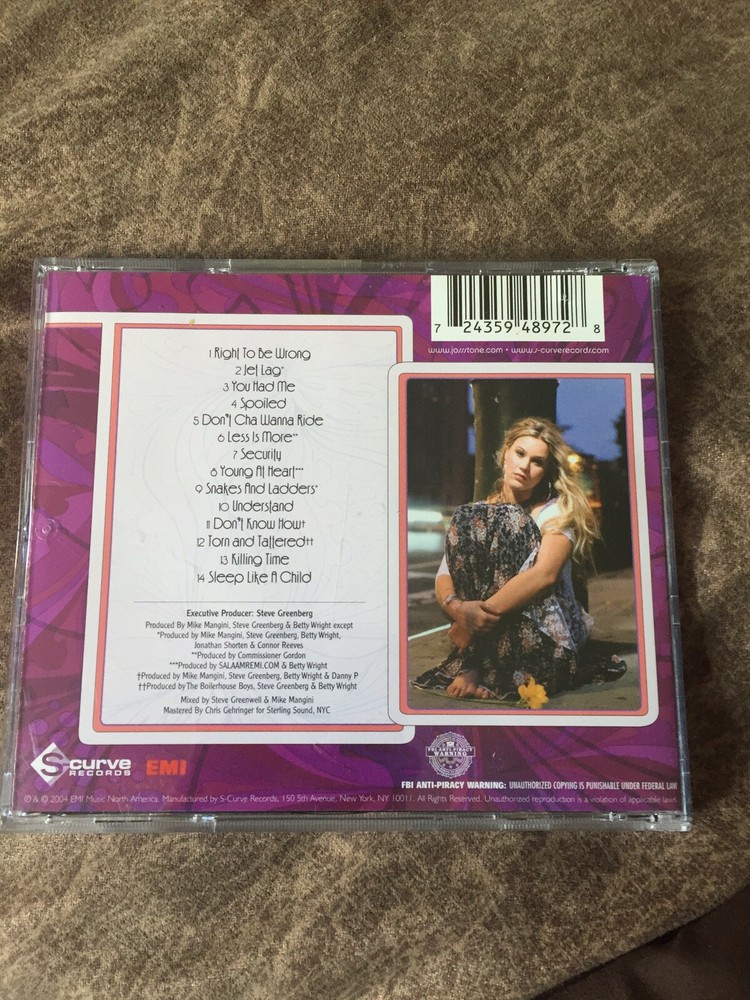 7 24359 48972 8
www.jossstone.com • www.s-curverecords.com
1 Right To Be Wrong
2 Jet Lag*
3 You Had Me
4 Spoiled
5 Don't Cha Wanna Ride
6 Less Is More**
7 Security
8 Young At Heart***
9 Snakes And Ladders*
10 Understand
11 Don't Know How†
12 Torn and Tattered††
13 Killing Time
14 Sleep Like A Child
Executive Producer: Steve Greenberg
Produced By Mike Mangini, Steve Greenberg & Betty Wright except
*Produced by Mike Mangini, Steve Greenberg, Betty Wright,
Jonathan Shorten & Connor Reeves
**Produced by Commissioner Gordon
***Produced by SALAAMREMI.COM & Betty Wright
†Produced by Mike Mangini, Steve Greenberg, Betty Wright & Danny P
††Produced by The Boilerhouse Boys, Steve Greenberg & Betty Wright
Mixed by Steve Greenwell & Mike Mangini
Mastered By Chris Gehringer for Sterling Sound, NYC
S-curve
RECORDS
EMI
FBI ANTI-PIRACY
WARNING
FBI ANTI-PIRACY WARNING: UNAUTHORIZED COPYING IS PUNISHABLE UNDER FEDERAL LAW
℗ & © 2004 EMI Music North America. Manufactured by S-Curve Records, 150 5th Avenue, New York, NY 10011. All Rights Reserved. Unauthorized reproduction is a violation of applicable laws.